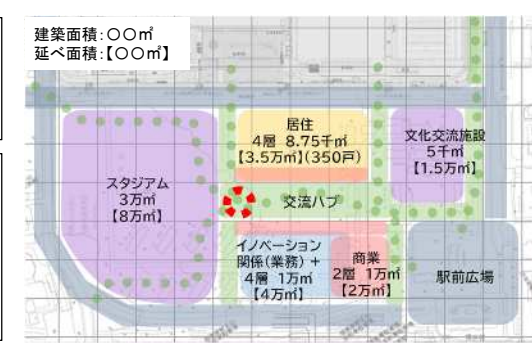 建築面積:〇〇㎡
延べ面積:【〇〇㎡】
居住
4層 8.75千㎡
【3.5万㎡】(350戸)
文化交流施設
5千㎡
【1.5万㎡】
スタジアム
3万㎡
【8万㎡】
交流ハブ
イノベーション
関係(業務)+
4層 1万㎡
【4万㎡】
商業
2層 1万㎡
【2万㎡】
駅前広場